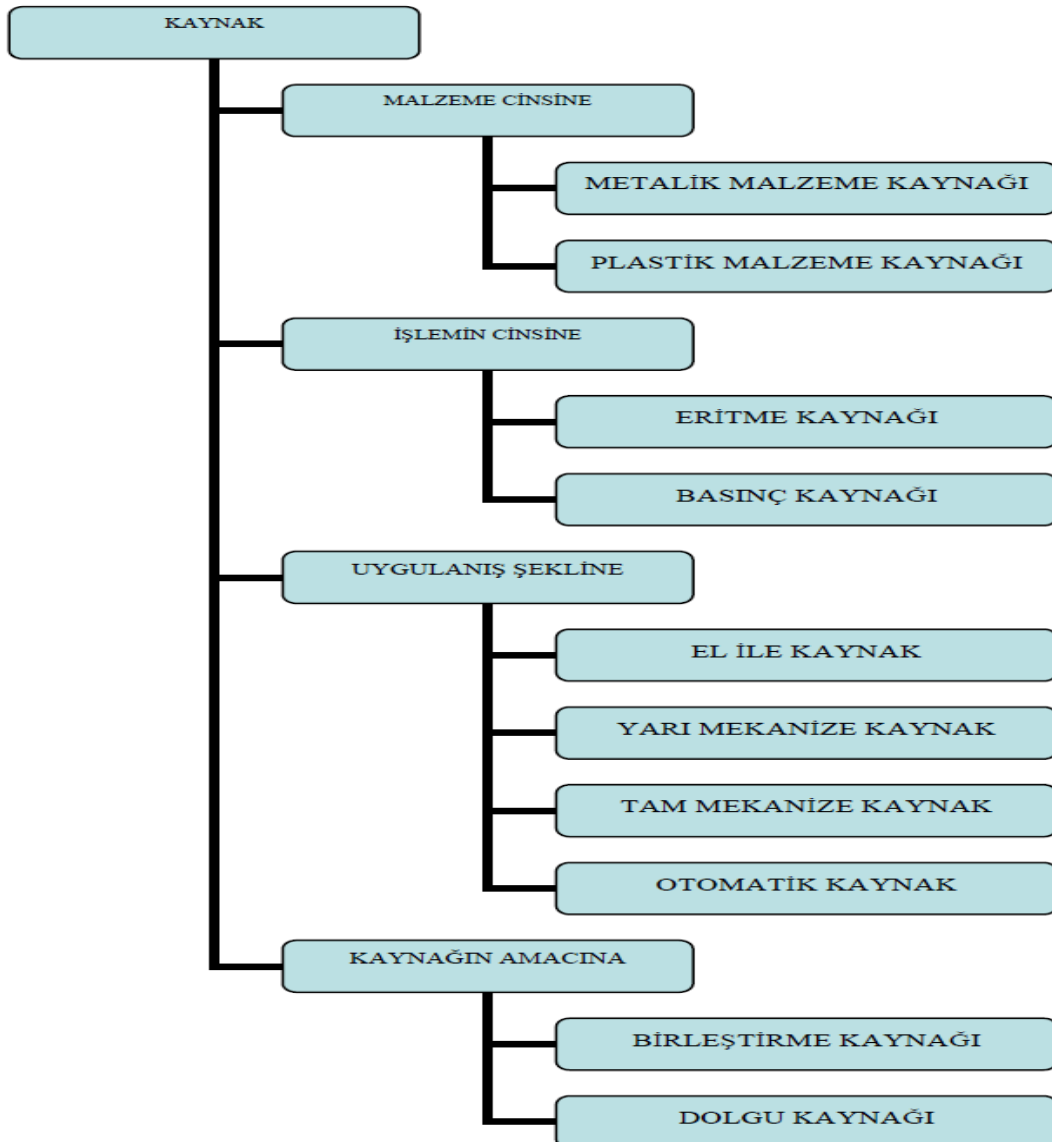 KAYNAK
MALZEME CİNSİNE
METALİK MALZEME KAYNAĞI
PLASTİK MALZEME KAYNAĞI
İŞLEMİN CİNSİNE
ERİTME KAYNAĞI
BASINÇ KAYNAĞI
UYGULANIŞ ŞEKLİNE
EL İLE KAYNAK
YARI MEKANİZE KAYNAK
TAM MEKANİZE KAYNAK
OTOMATİK KAYNAK
KAYNAĞIN AMACINA
BİRLEŞTİRME KAYNAĞI
DOLGU KAYNAĞI